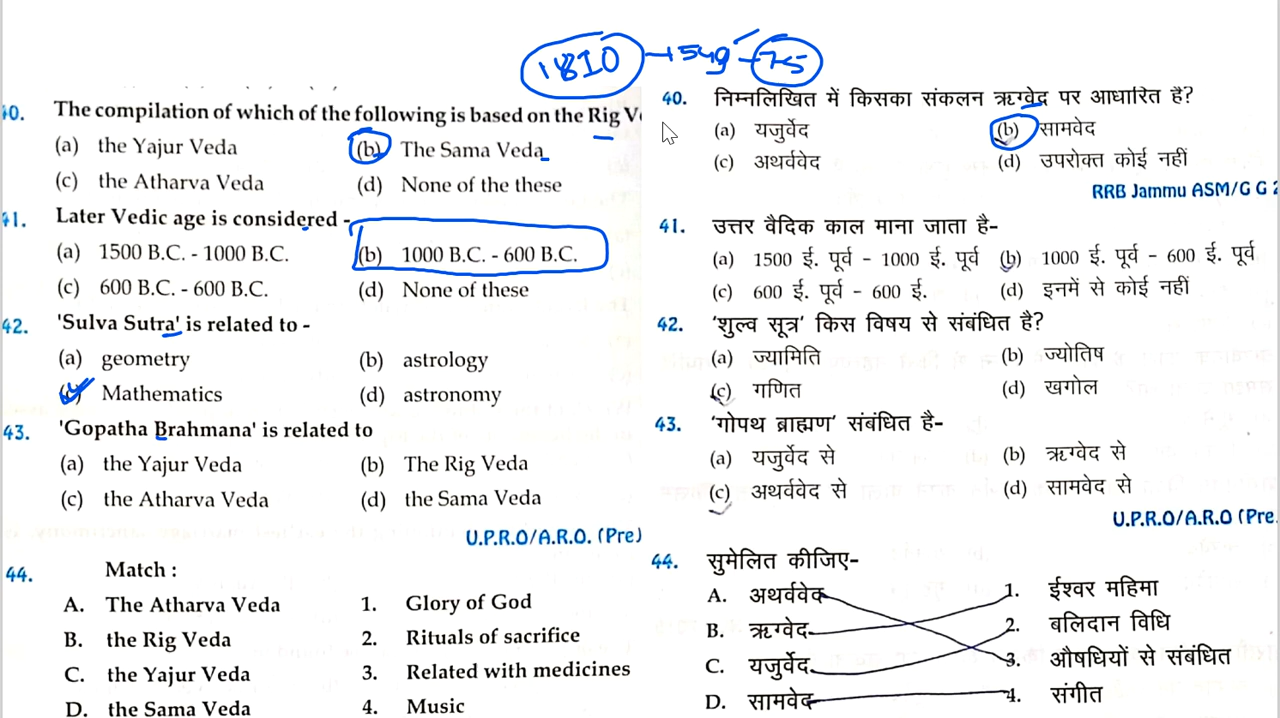 1810 - 1549 - 75
40. The compilation of which of the following is based on the Rig V
(a) the Yajur Veda (b) The Sama Veda
(c) the Atharva Veda (d) None of the these
41. Later Vedic age is considered -
(a) 1500 B.C. - 1000 B.C. (b) 1000 B.C. - 600 B.C.
(c) 600 B.C. - 600 B.C. (d) None of these
42. 'Sulva Sutra' is related to -
(a) geometry (b) astrology
(c) Mathematics (d) astronomy
43. 'Gopatha Brahmana' is related to
(a) the Yajur Veda (b) The Rig Veda
(c) the Atharva Veda (d) the Sama Veda
U.P.R.O/A.R.O. (Pre)
44. Match :
A. The Atharva Veda 1. Glory of God
B. the Rig Veda 2. Rituals of sacrifice
C. the Yajur Veda 3. Related with medicines
D. the Sama Veda 4. Music
40. निम्नलिखित में किसका संकलन ऋग्वेद पर आधारित है?
(a) यजुर्वेद (b) सामवेद
(c) अथर्ववेद (d) उपरोक्त कोई नहीं
RRB Jammu ASM/G G 2
41. उत्तर वैदिक काल माना जाता है-
(a) 1500 ई. पूर्व - 1000 ई. पूर्व (b) 1000 ई. पूर्व - 600 ई. पूर्व
(c) 600 ई. पूर्व - 600 ई. (d) इनमें से कोई नहीं
42. 'शुल्व सूत्र' किस विषय से संबंधित है?
(a) ज्यामिति (b) ज्योतिष
(c) गणित (d) खगोल
43. 'गोपथ ब्राह्मण' संबंधित है-
(a) यजुर्वेद से (b) ऋग्वेद से
(c) अथर्ववेद से (d) सामवेद से
U.P.R.O/A.R.O (Pre.
44. सुमेलित कीजिए-
A. अथर्ववेद 1. ईश्वर महिमा
B. ऋग्वेद 2. बलिदान विधि
C. यजुर्वेद 3. औषधियों से संबंधित
D. सामवेद 4. संगीत